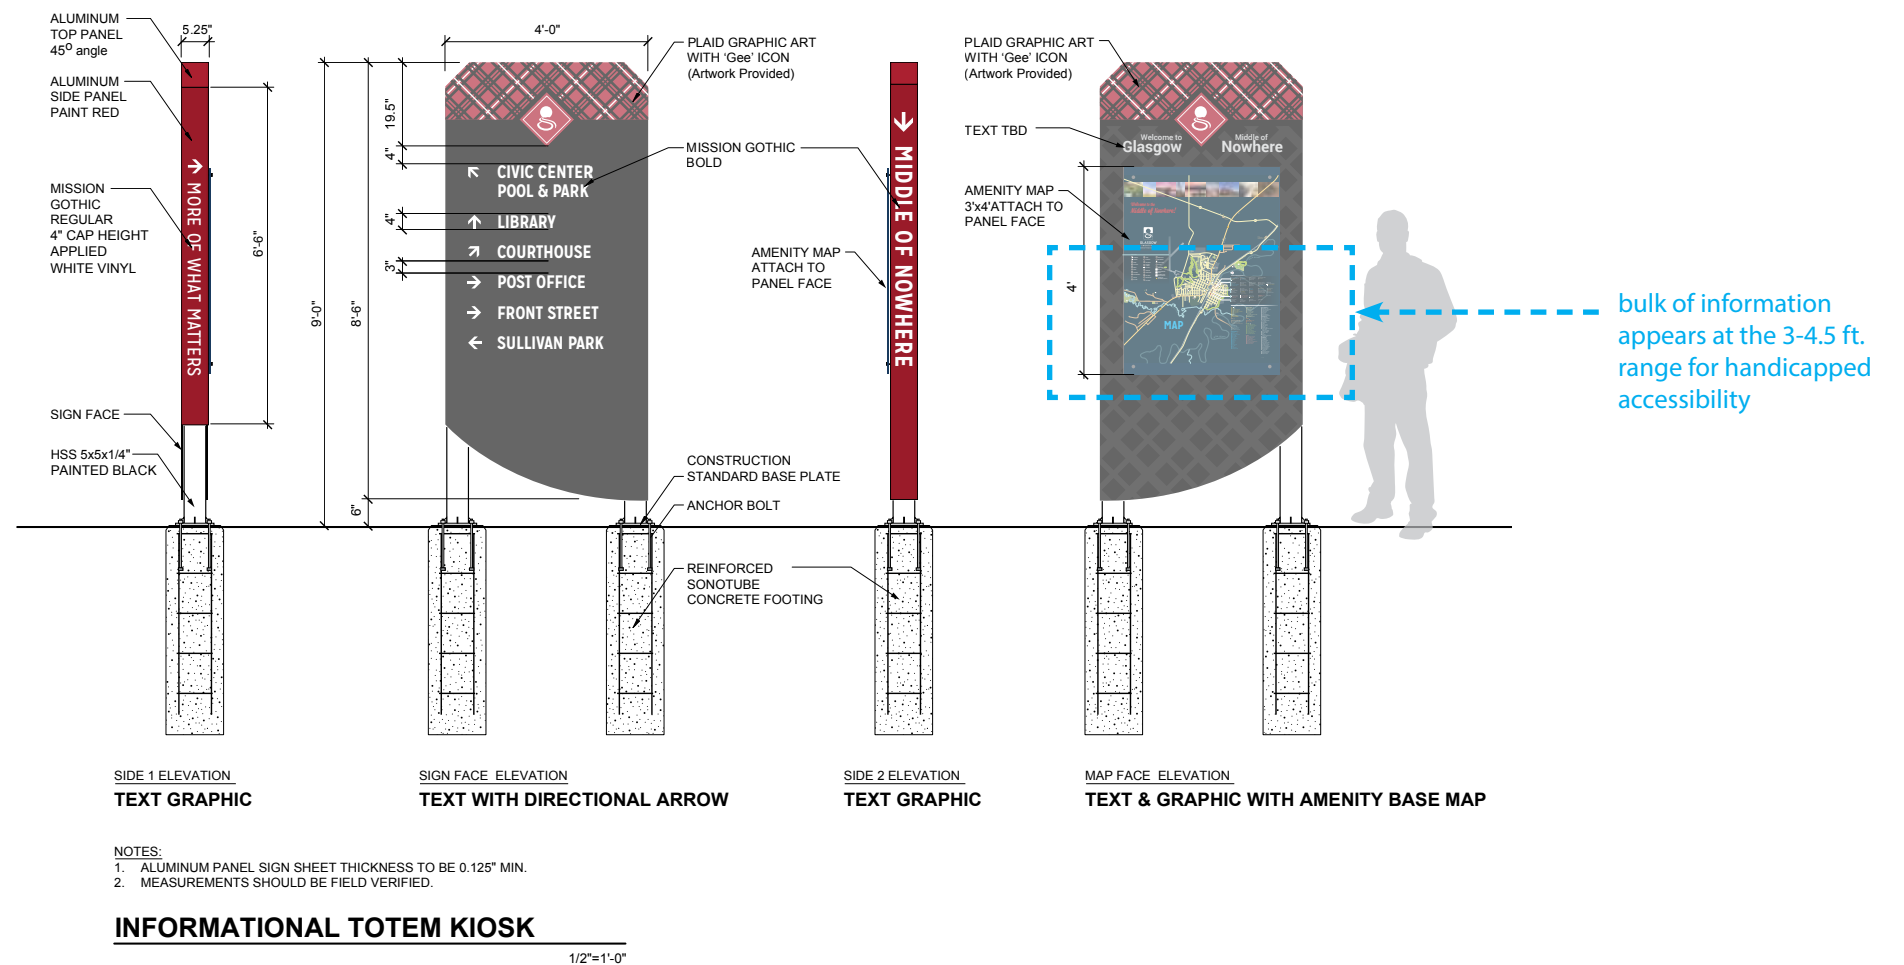 ALUMINUM
TOP PANEL
45⁰ angle
ALUMINUM
SIDE PANEL
PAINT RED
MISSION
GOTHIC
REGULAR
4" CAP HEIGHT
APPLIED
WHITE VINYL
SIGN FACE
HSS 5x5x1/4"
PAINTED BLACK
5.25"
→ MORE OF WHAT MATTERS
6'-6"
9'-0"
8'-6"
6"
4'-0"
19.5"
4"
4"
3"
CIVIC CENTER
POOL & PARK
LIBRARY
COURTHOUSE
POST OFFICE
FRONT STREET
SULLIVAN PARK
PLAID GRAPHIC ART
WITH 'Gee' ICON
(Artwork Provided)
MISSION GOTHIC
BOLD
AMENITY MAP
ATTACH TO
PANEL FACE
CONSTRUCTION
STANDARD BASE PLATE
ANCHOR BOLT
REINFORCED
SONOTUBE
CONCRETE FOOTING
→ MIDDLE OF NOWHERE
PLAID GRAPHIC ART
WITH 'Gee' ICON
(Artwork Provided)
TEXT TBD
AMENITY MAP
3'x4'ATTACH TO
PANEL FACE
4'
Welcome to
Glasgow
Middle of
Nowhere
MAP
bulk of information
appears at the 3-4.5 ft.
range for handicapped
accessibility
SIDE 1 ELEVATION
TEXT GRAPHIC
SIGN FACE ELEVATION
TEXT WITH DIRECTIONAL ARROW
SIDE 2 ELEVATION
TEXT GRAPHIC
MAP FACE ELEVATION
TEXT & GRAPHIC WITH AMENITY BASE MAP
NOTES:
1. ALUMINUM PANEL SIGN SHEET THICKNESS TO BE 0.125" MIN.
2. MEASUREMENTS SHOULD BE FIELD VERIFIED.
INFORMATIONAL TOTEM KIOSK
1/2"=1'-0"